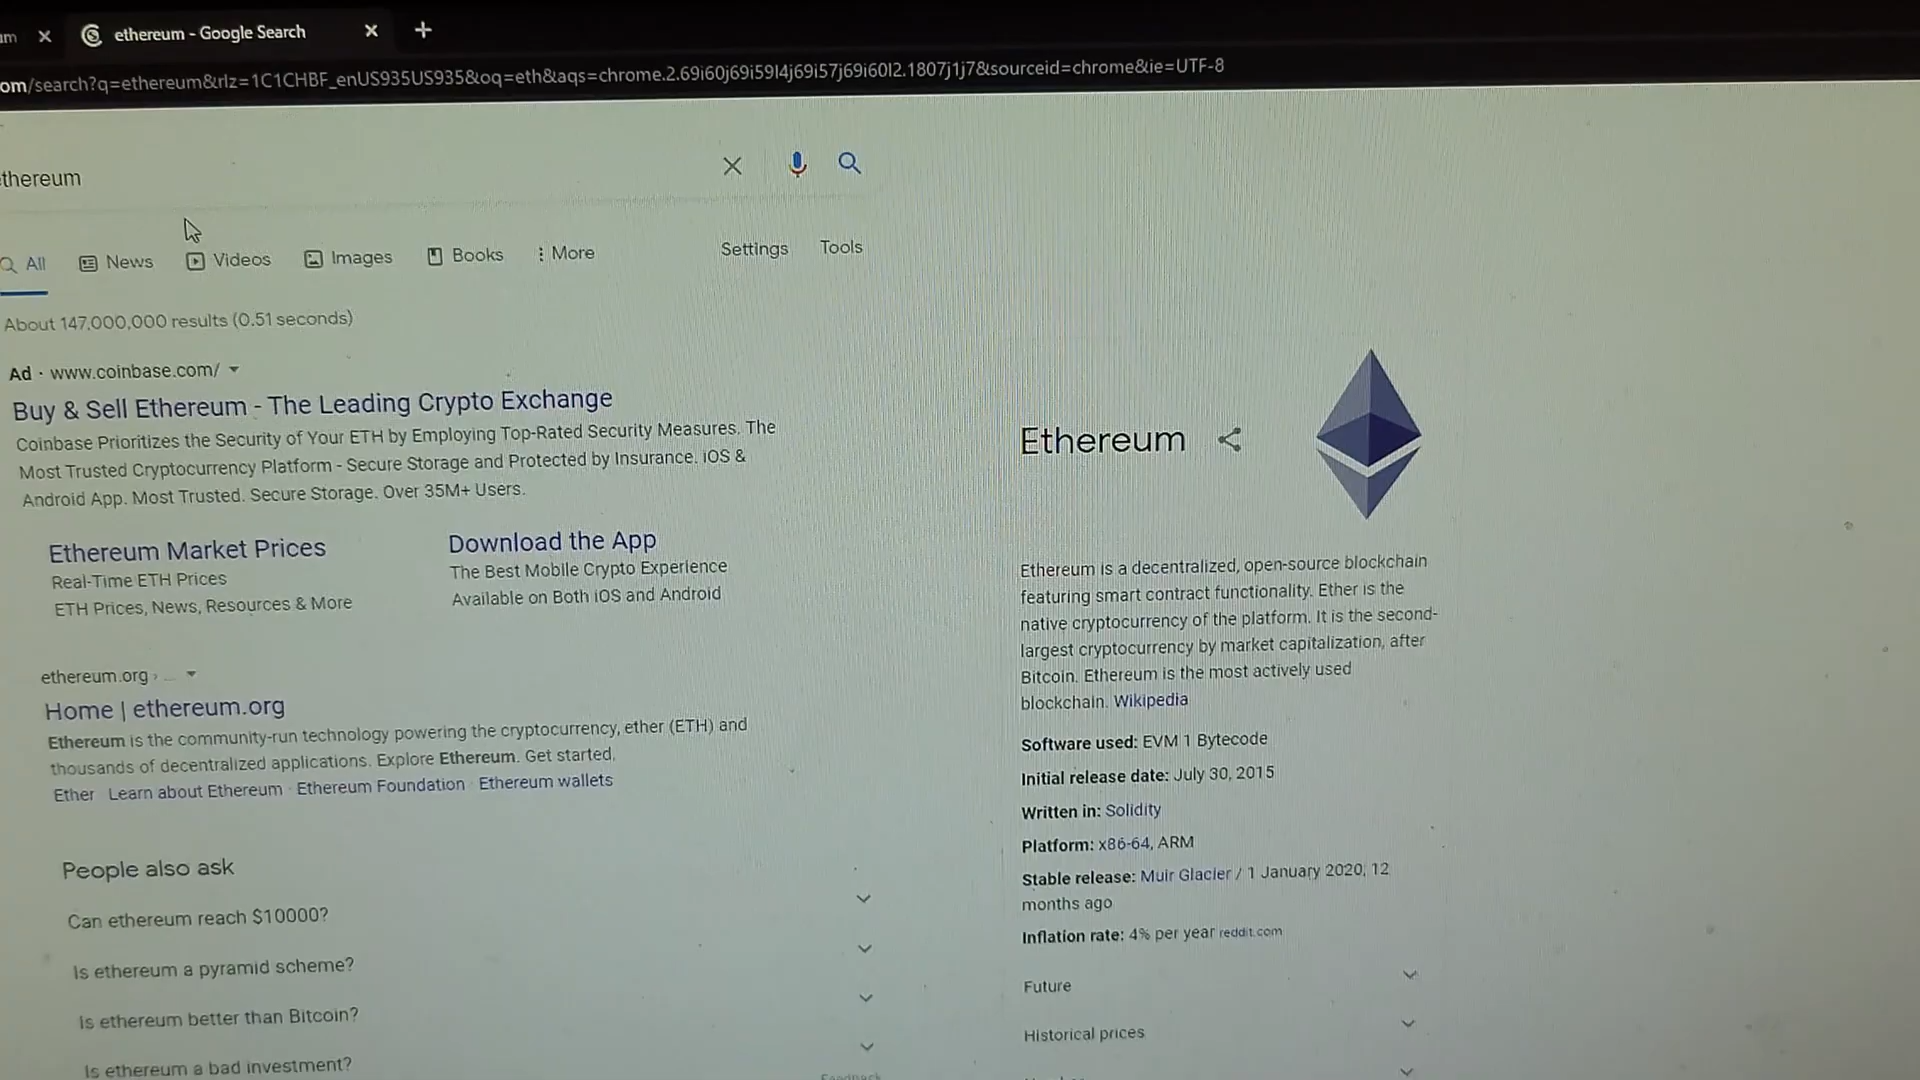 um
ethereum - Google Search
om/search?q=ethereum&rlz=1C1CHBF_enUS935US935&oq=eth&aqs=chrome.2.69i60j69i59l4j69i57j69i60l2.1807j1j7&sourceid=chrome&ie=UTF-8
thereum
All
News
Videos
Images
Books
More
Settings
Tools
About 147,000,000 results (0.51 seconds)
Ad · www.coinbase.com/
Buy & Sell Ethereum - The Leading Crypto Exchange
Coinbase Prioritizes the Security of Your ETH by Employing Top-Rated Security Measures. The
Most Trusted Cryptocurrency Platform - Secure Storage and Protected by Insurance. iOS &
Android App. Most Trusted. Secure Storage. Over 35M+ Users.
Ethereum Market Prices
Real-Time ETH Prices
ETH Prices, News, Resources & More
Download the App
The Best Mobile Crypto Experience
Available on Both iOS and Android
ethereum.org › ...
Home | ethereum.org
Ethereum is the community-run technology powering the cryptocurrency, ether (ETH) and
thousands of decentralized applications. Explore Ethereum. Get started.
Ether · Learn about Ethereum · Ethereum Foundation · Ethereum wallets
People also ask
Can ethereum reach $10000?
Is ethereum a pyramid scheme?
Is ethereum better than Bitcoin?
Is ethereum a bad investment?
Feedback
Ethereum
Ethereum is a decentralized, open-source blockchain
featuring smart contract functionality. Ether is the
native cryptocurrency of the platform. It is the second-
largest cryptocurrency by market capitalization, after
Bitcoin. Ethereum is the most actively used
blockchain. Wikipedia
Software used: EVM 1 Bytecode
Initial release date: July 30, 2015
Written in: Solidity
Platform: x86-64, ARM
Stable release: Muir Glacier / 1 January 2020; 12
months ago
Inflation rate: 4% per year reddit.com
Future
Historical prices